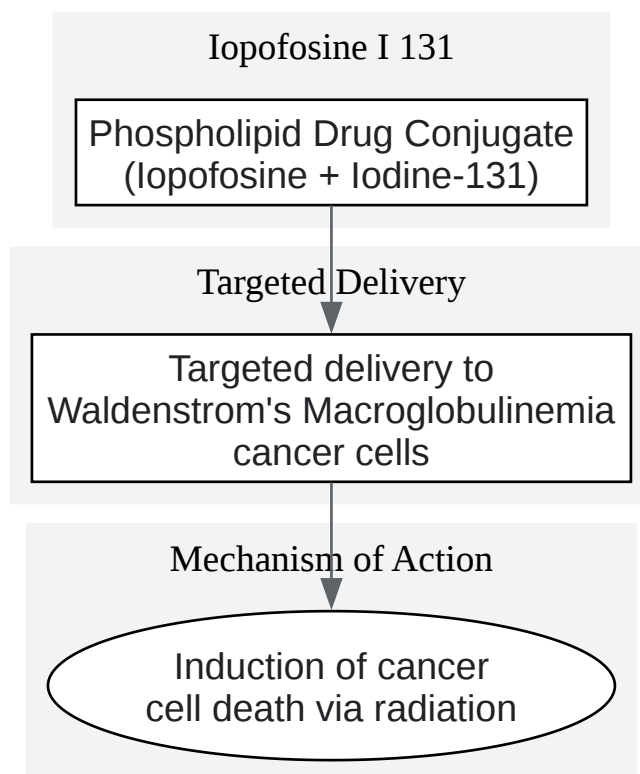 Iopofosine I 131
Phospholipid Drug Conjugate
(Iopofosine + Iodine-131)
Targeted Delivery
Targeted delivery to
Waldenstrom's Macroglobulinemia
cancer cells
Mechanism of Action
Induction of cancer
cell death via radiation